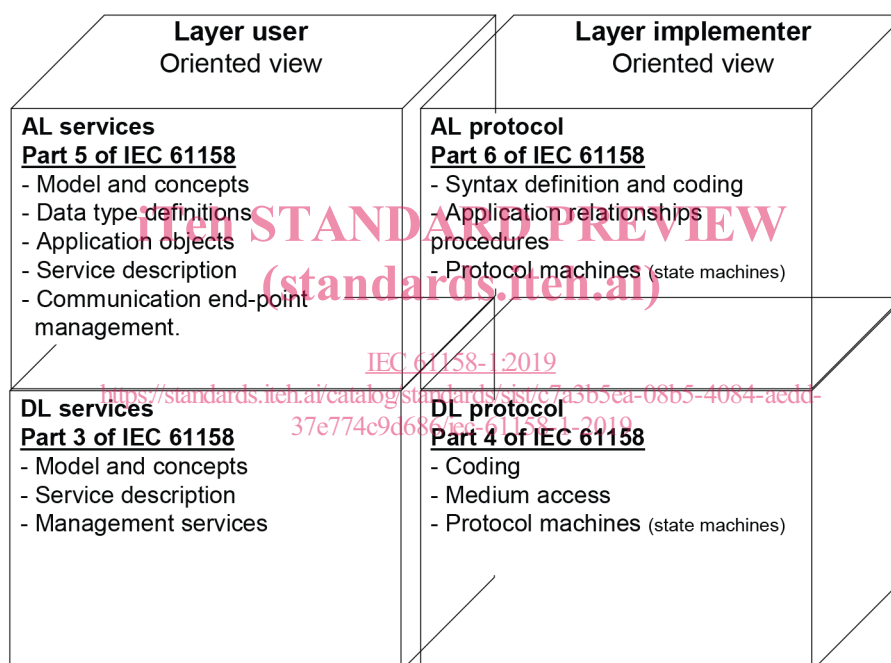 Layer user
Oriented view
Layer implementer
Oriented view
AL services
Part 5 of IEC 61158
- Model and concepts
- Data type definitions
- Application objects
- Service description
- Communication end-point
management.
AL protocol
Part 6 of IEC 61158
- Syntax definition and coding
- Application relationships
procedures
- Protocol machines (state machines)
iTeh STANDARD PREVIEW
(standards.iteh.ai)
IEC 61158-1:2019
https://standards.iteh.ai/catalog/standards/sist/c7a3b5ea-08b5-4084-aedd-
37e774c9d686/iec-61158-1-2019
DL services
Part 3 of IEC 61158
- Model and concepts
- Service description
- Management services
DL protocol
Part 4 of IEC 61158
- Coding
- Medium access
- Protocol machines (state machines)